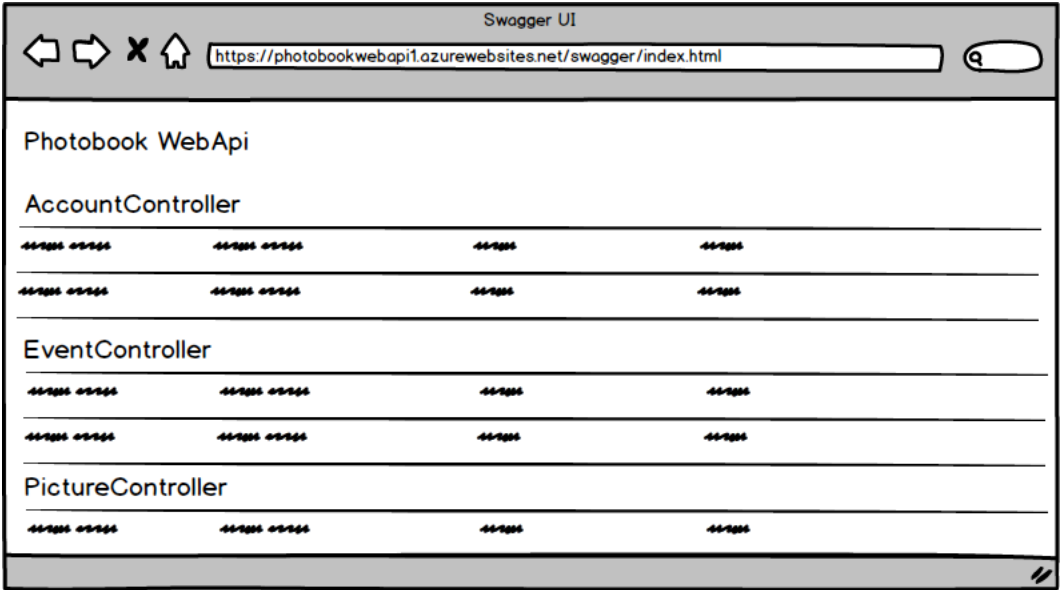 Swagger UI
https://photobookwebapi1.azurewebsites.net/swagger/index.html
Photobook WebApi
AccountController
EventController
PictureController